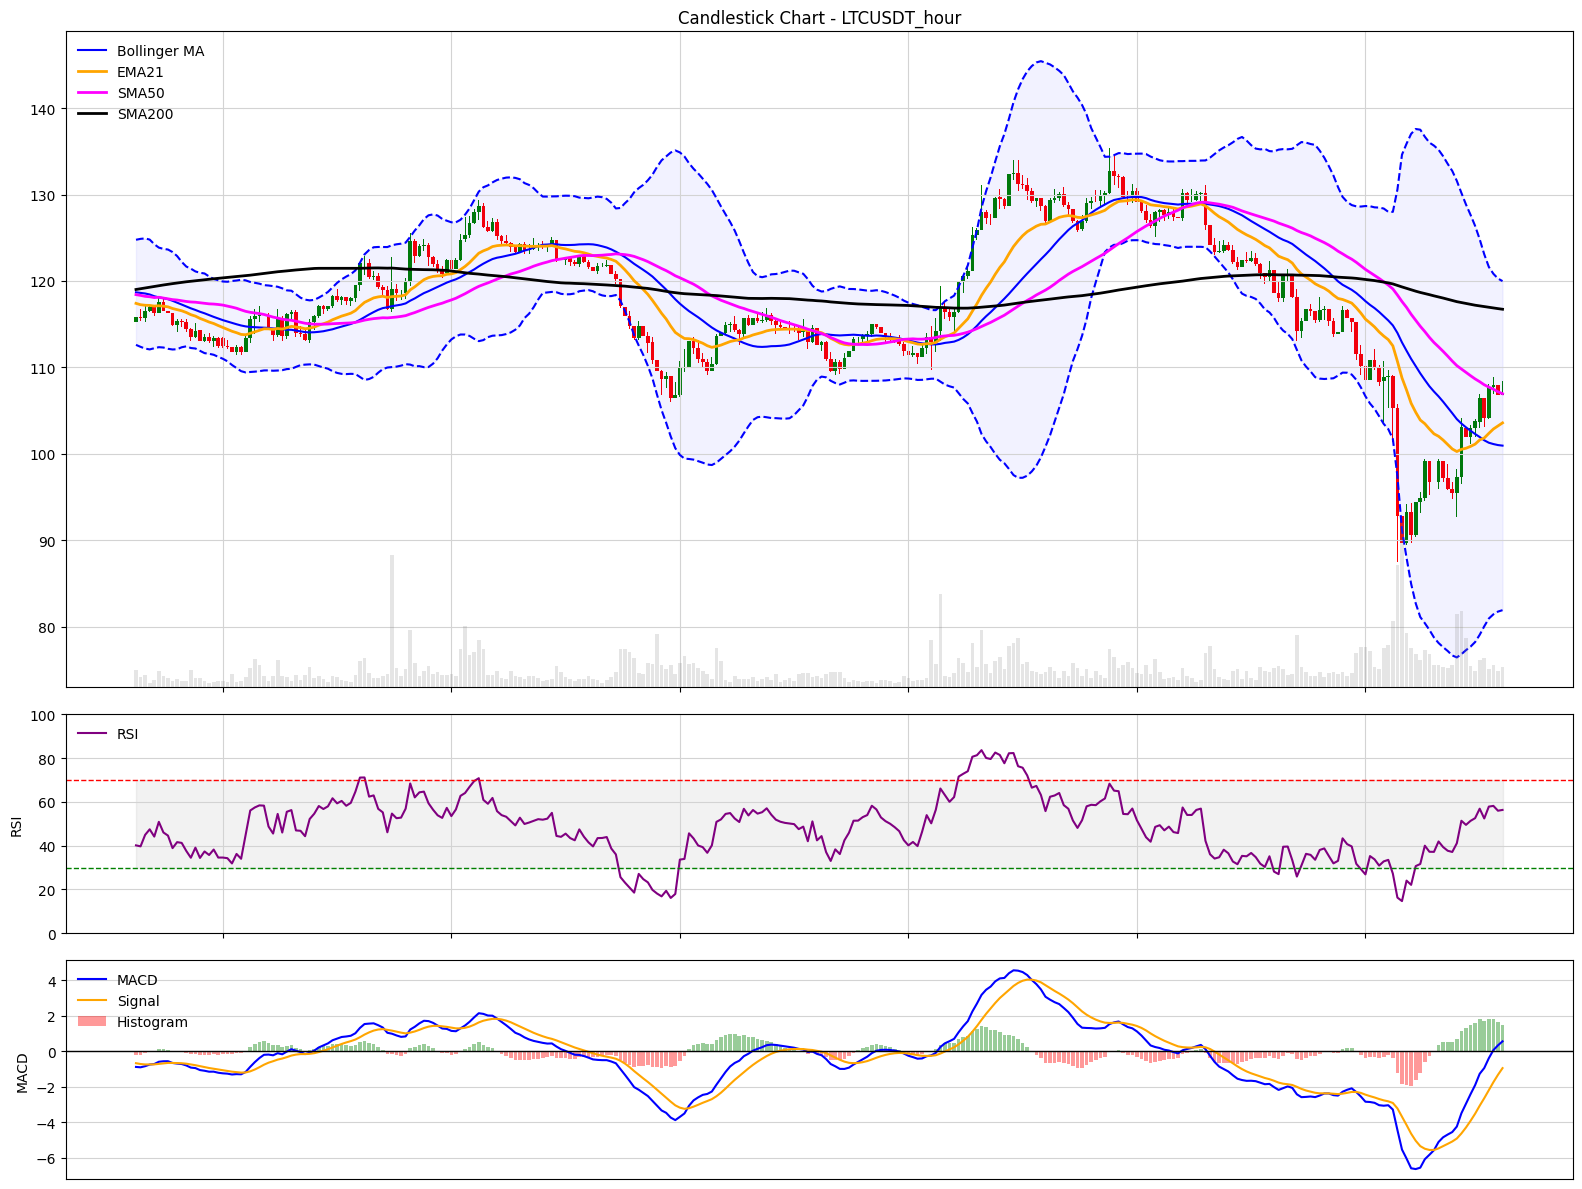 Candlestick Chart - LTCUSDT_hour
Bollinger MA
EMA21
SMA50
SMA200
140
130
120
110
100
90
80
100
80
60
40
20
0
RSI
RSI
4
2
0
−2
−4
−6
MACD
MACD
Signal
Histogram